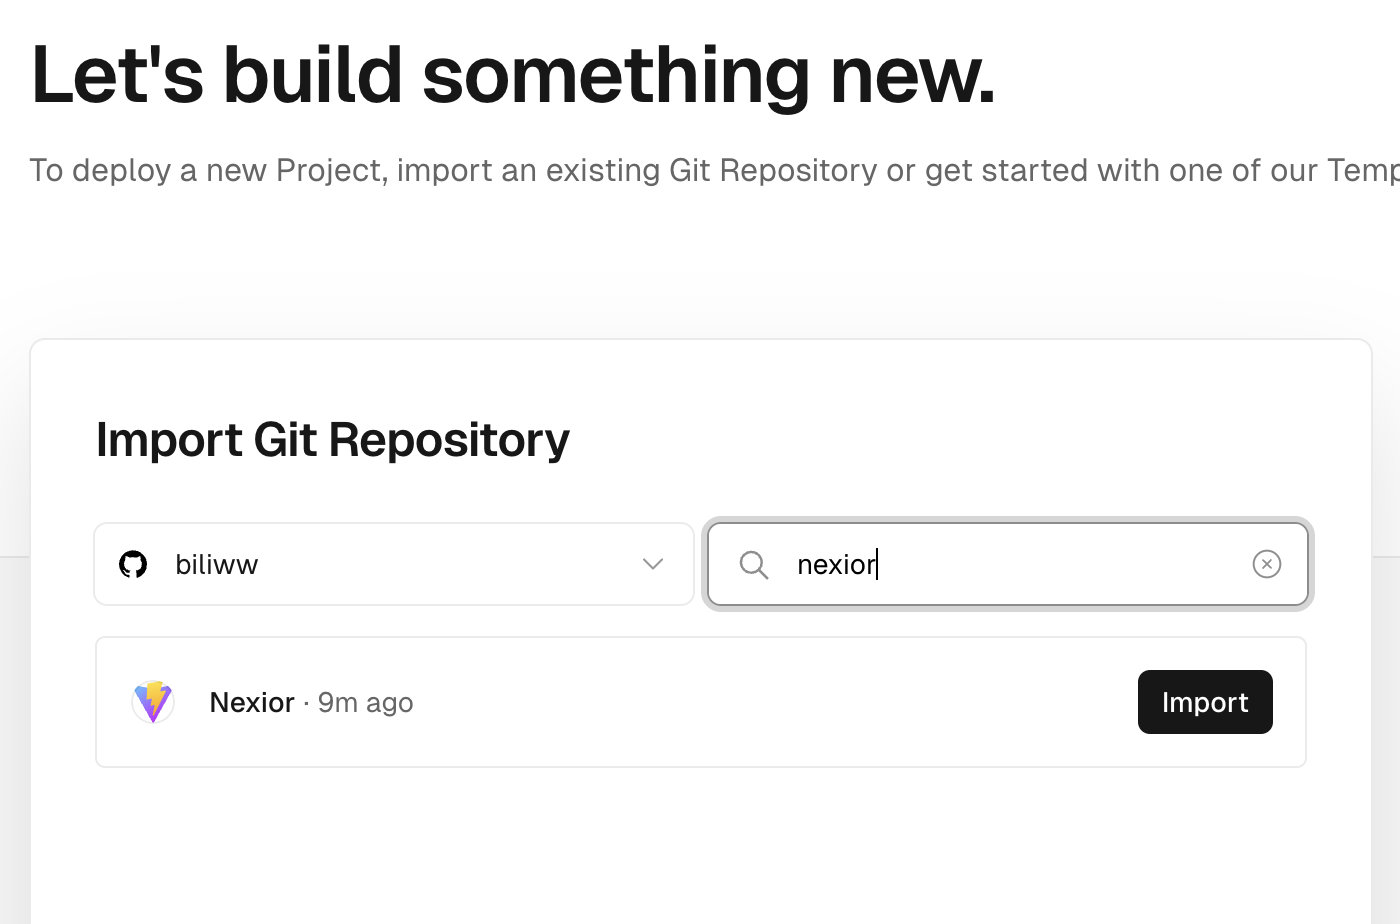 Let's build something new.
To deploy a new Project, import an existing Git Repository or get started with one of our
Import Git Repository
biliww
nexior
Nexior · 9m ago
Import